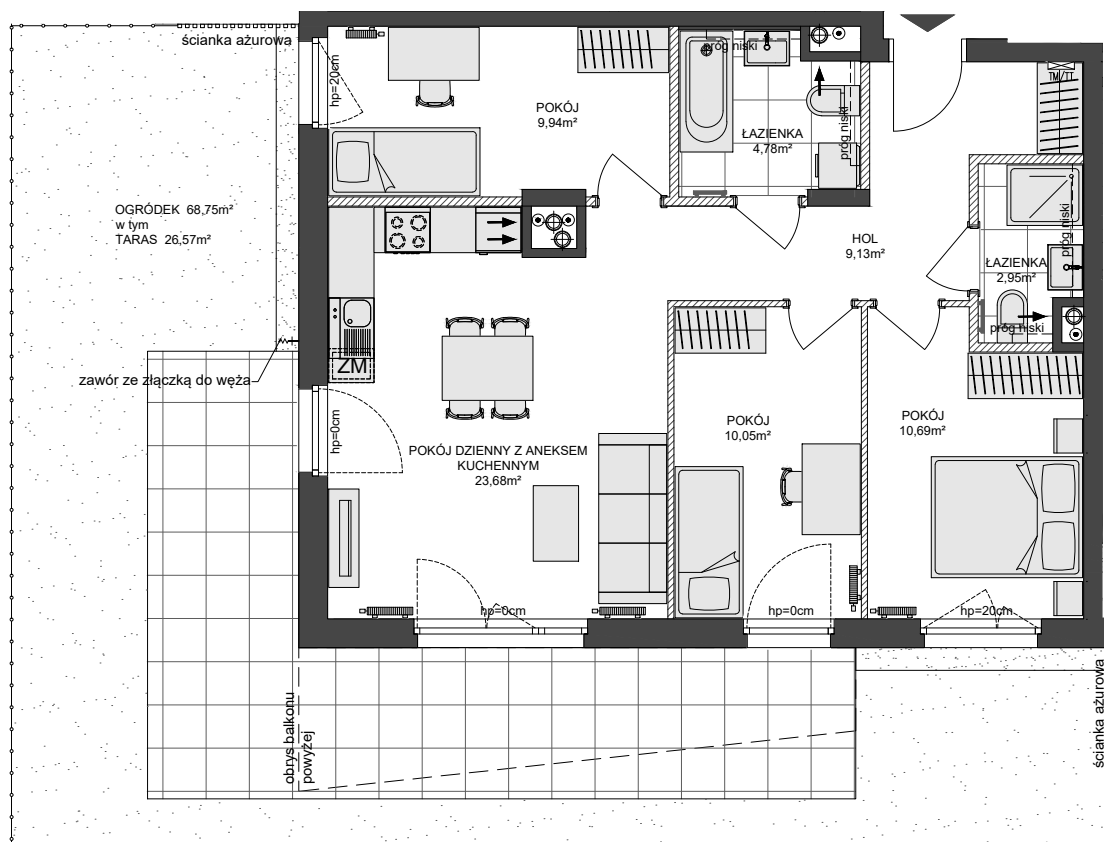 ścianka ażurowa
hp=20cm
POKÓJ
9,94m²
próg niski
ŁAZIENKA
4,78m²
próg niski
TM/TT
OGRÓDEK 68,75m²
w tym
TARAS 26,57m²
HOL
9,13m²
próg niski
ŁAZIENKA
2,95m²
próg niski
zawór ze złączką do węża
ZM
hp=0cm
POKÓJ DZIENNY Z ANEKSEM
KUCHENNYM
23,68m²
POKÓJ
10,05m²
POKÓJ
10,69m²
hp=0cm
hp=0cm
hp=20cm
obrys balkonu
powyżej
ścianka ażurowa